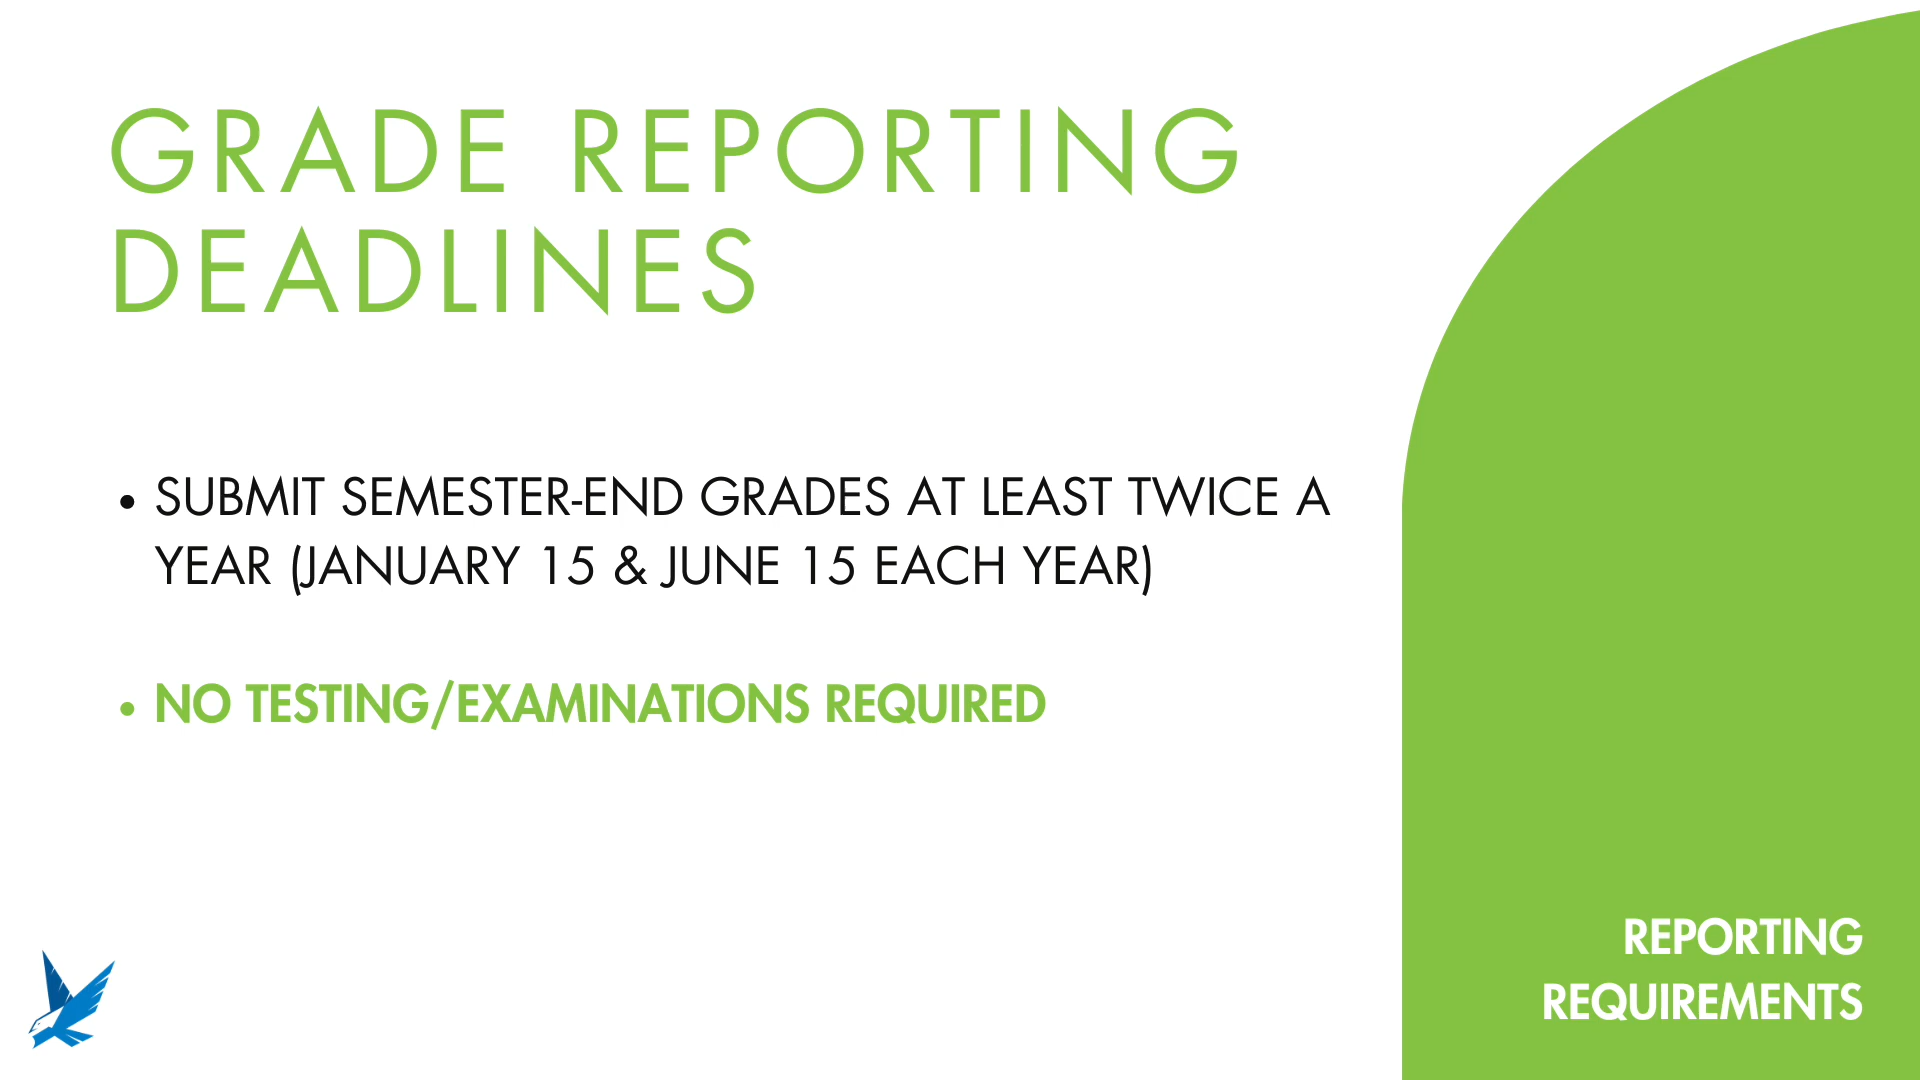 GRADE REPORTING
DEADLINES
• SUBMIT SEMESTER-END GRADES AT LEAST TWICE A
YEAR (JANUARY 15 & JUNE 15 EACH YEAR)
• NO TESTING/EXAMINATIONS REQUIRED
REPORTING
REQUIREMENTS